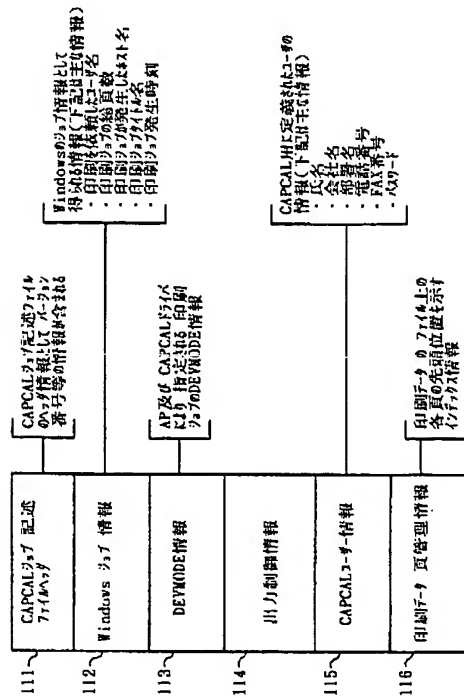 111
CAPCALジョブ 記述
ファイルヘッダ
CAPCALジョブ記述ファイル
のヘッダ情報としてバージョン
番号等の情報が含まれる
112
Windows ジョブ 情報
Windowsのジョブ情報として
得られる情報(下記は主な情報)
・印刷を依頼したユーザ名
・印刷ジョブの総頁数
・印刷ジョブが発生したホスト名
・印刷ジョブタイトル名
・印刷ジョブ発生時刻
113
DEVMODE情報
AP及び CAPCALドライバ
により 指定される 印刷
ジョブのDEVMODE情報
114
出力制御情報
115
CAPCALユーザー情報
CAPCAL用に定義されたユーザの
情報(下記は主な情報)
・氏名
・会社名
・部署名
・電話番号
・FAX番号
・パスワード
116
印刷データ 頁管理情報
印刷データ の ファイル上の
各頁の先頭位置を示す
インデックス情報